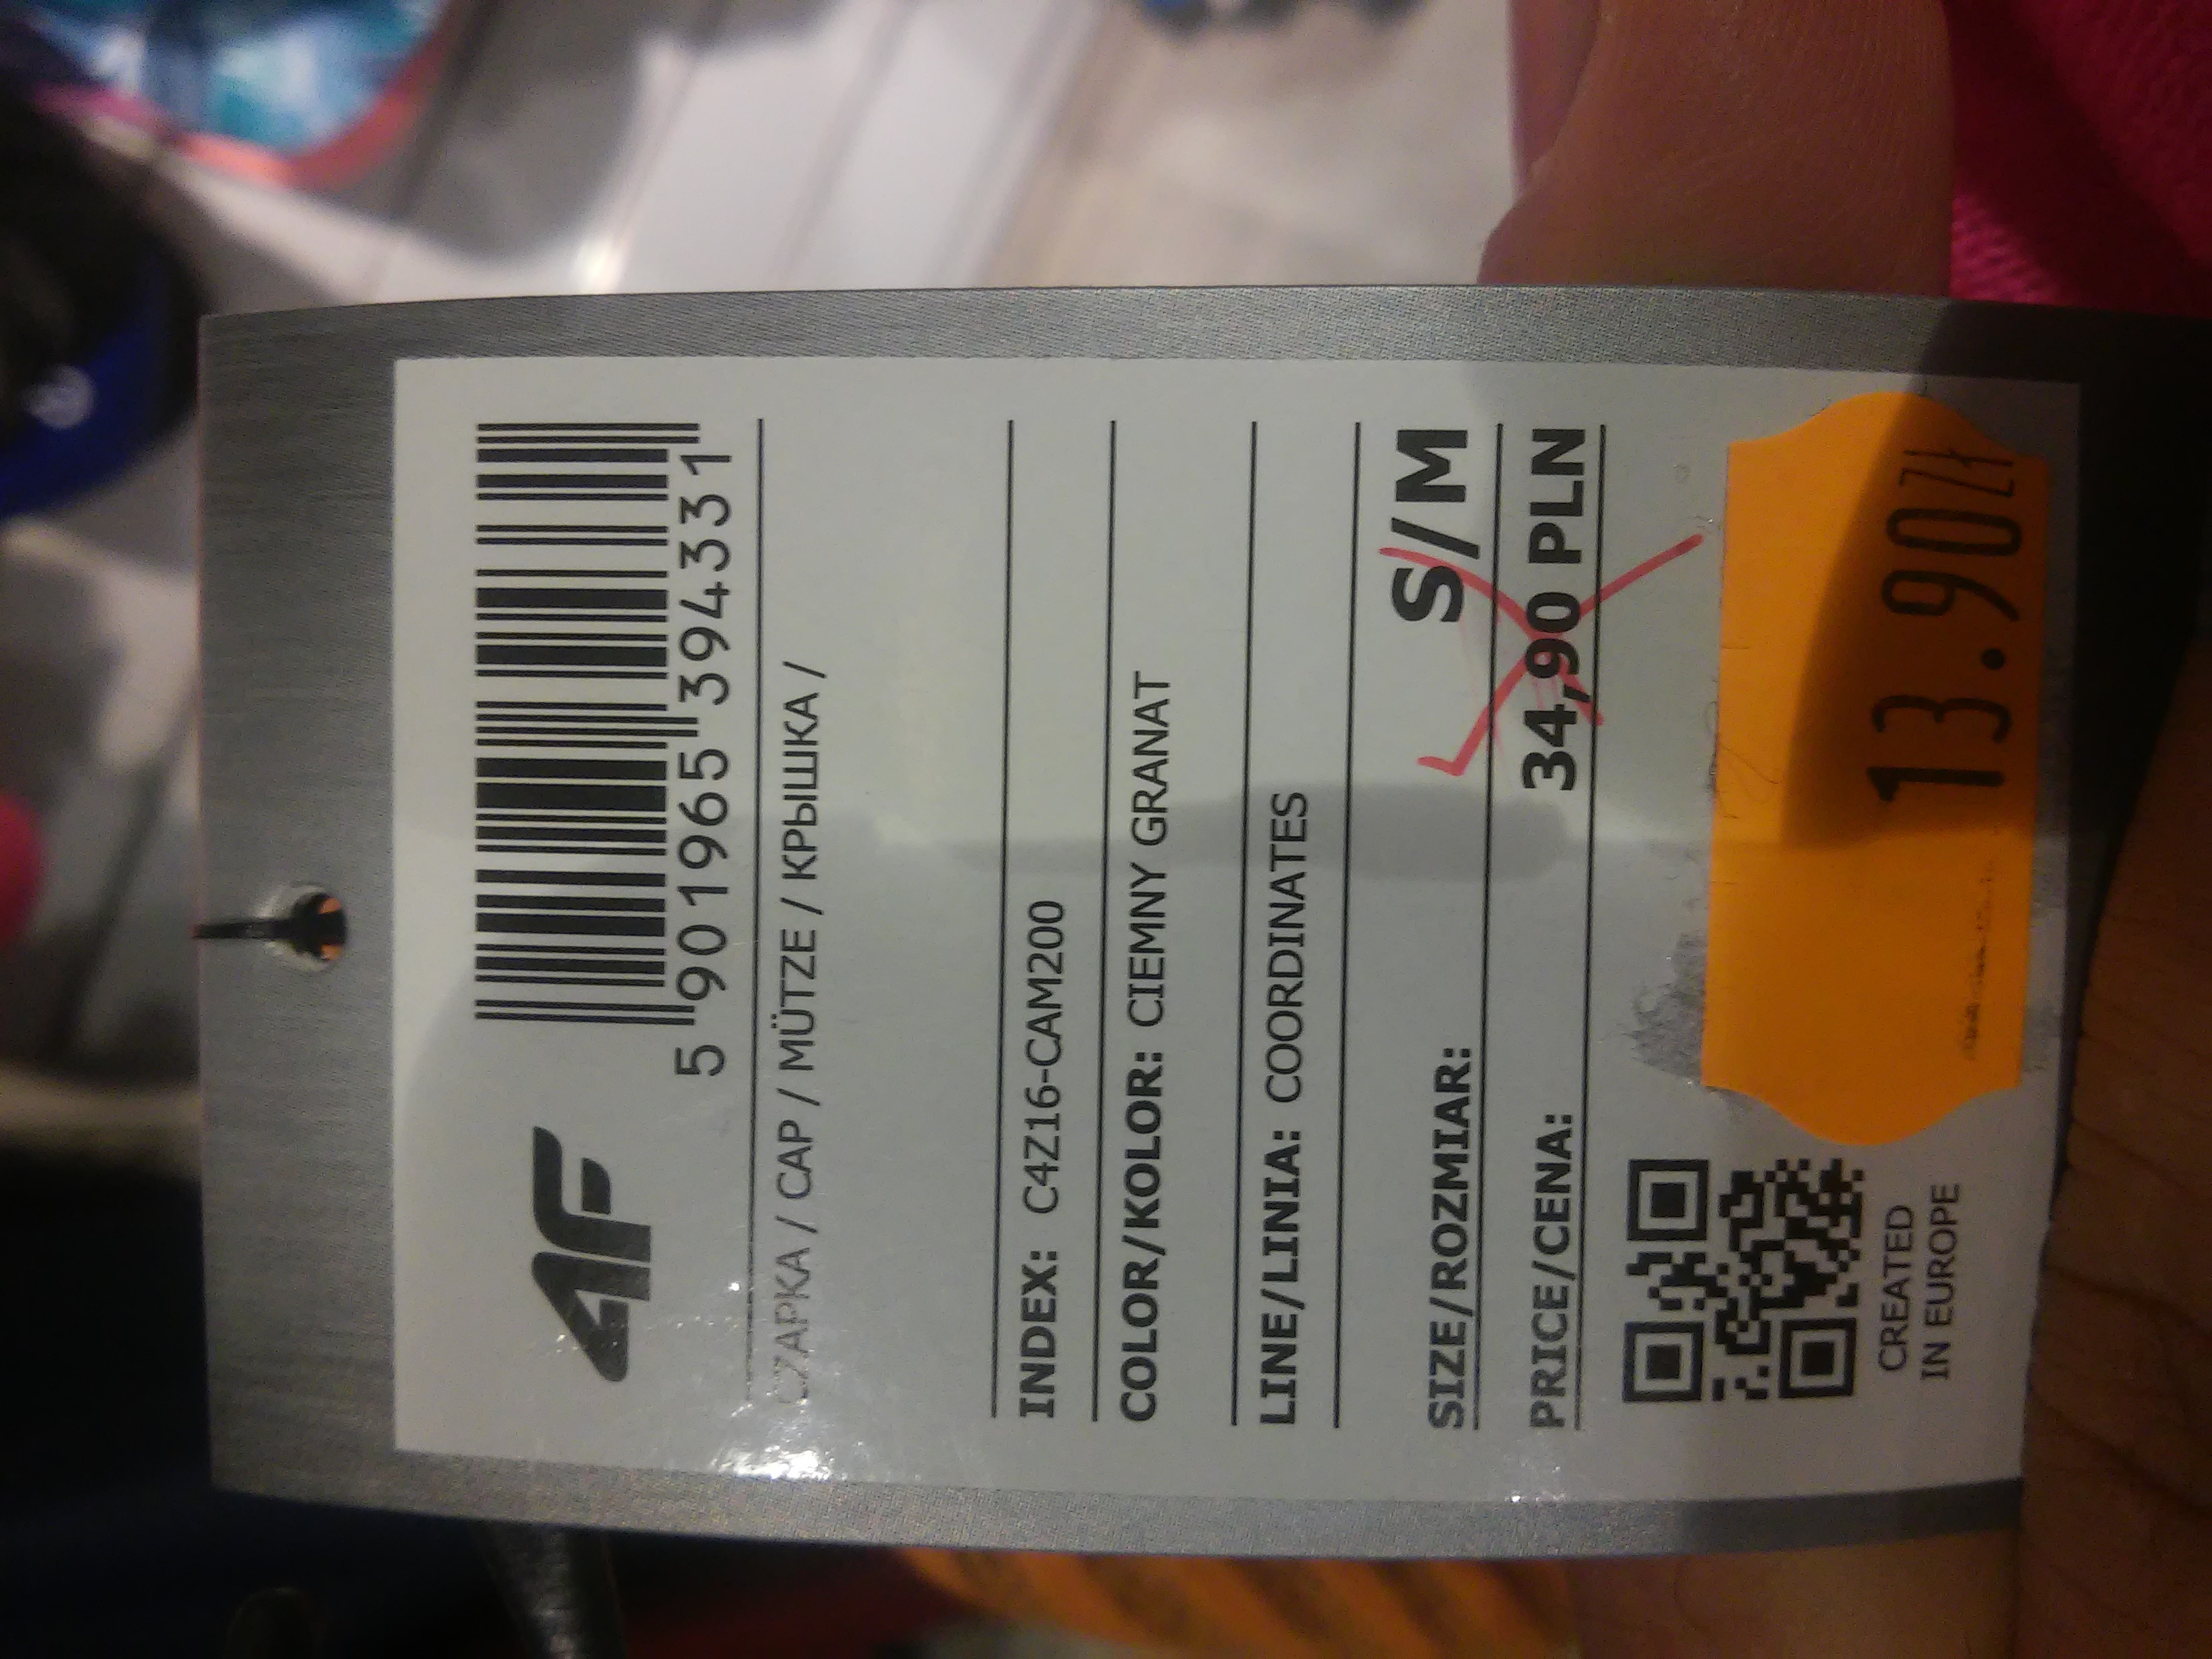 4F
5 901965 394331
CZAPKA / CAP / MÜTZE / КРЫШКА /
INDEX: C4Z16-CAM200
COLOR/KOLOR: CIEMNY GRANAT
LINE/LINIA: COORDINATES
SIZE/ROZMIAR: S/M
PRICE/CENA: 34,90 PLN
13.90zł
CREATED
IN EUROPE